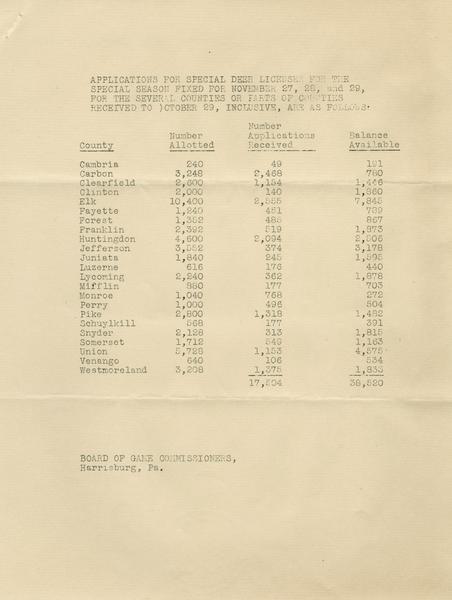 APPLICATIONS FOR SPECIAL DEER LICENSES FOR THE
SPECIAL SEASON FIXED FOR NOVEMBER 27, 28, and 29,
FOR THE SEVERAL COUNTIES OR PARTS OF COUNTIES
RECEIVED TO OCTOBER 29, INCLUSIVE, ARE AS FOLLOWS.
County Number Allotted Number Applications Received Balance Available
Cambria 240 49 191
Carbon 3,248 2,468 780
Clearfield 2,600 1,154 1,446
Clinton 2,000 140 1,860
Elk 10,400 2,555 7,845
Fayette 1,240 451 789
Forest 1,352 485 867
Franklin 2,392 519 1,873
Huntingdon 4,600 2,094 2,506
Jefferson 3,552 374 3,178
Juniata 1,840 245 1,595
Luzerne 616 176 440
Lycoming 2,240 362 1,878
Mifflin 880 177 703
Monroe 1,040 768 272
Perry 1,000 496 504
Pike 2,800 1,318 1,482
Schuylkill 568 177 391
Snyder 2,128 313 1,815
Somerset 1,712 549 1,163
Union 5,728 1,153 4,575
Venango 640 106 534
Westmoreland 3,208 1,375 1,833
17,504 38,520
BOARD OF GAME COMMISSIONERS,
Harrisburg, Pa.